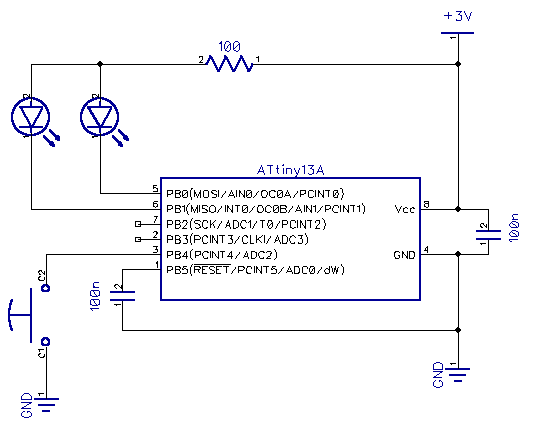 +3V
1
100
2 1
2 2
1 1
ATtiny13A
5 PB0(MOSI/AIN0/OC0A/PCINT0)
6 PB1(MISO/INT0/OC0B/AIN1/PCINT1)
Vcc 8
7 PB2(SCK/ADC1/T0/PCINT2)
2 PB3(PCINT3/CLKI/ADC3)
3 PB4(PCINT4/ADC2)
GND 4
1 PB5(RESET/PCINT5/ADC0/dW)
2
1
100n
C2
100n
2
1
C1
1
GND
1
GND